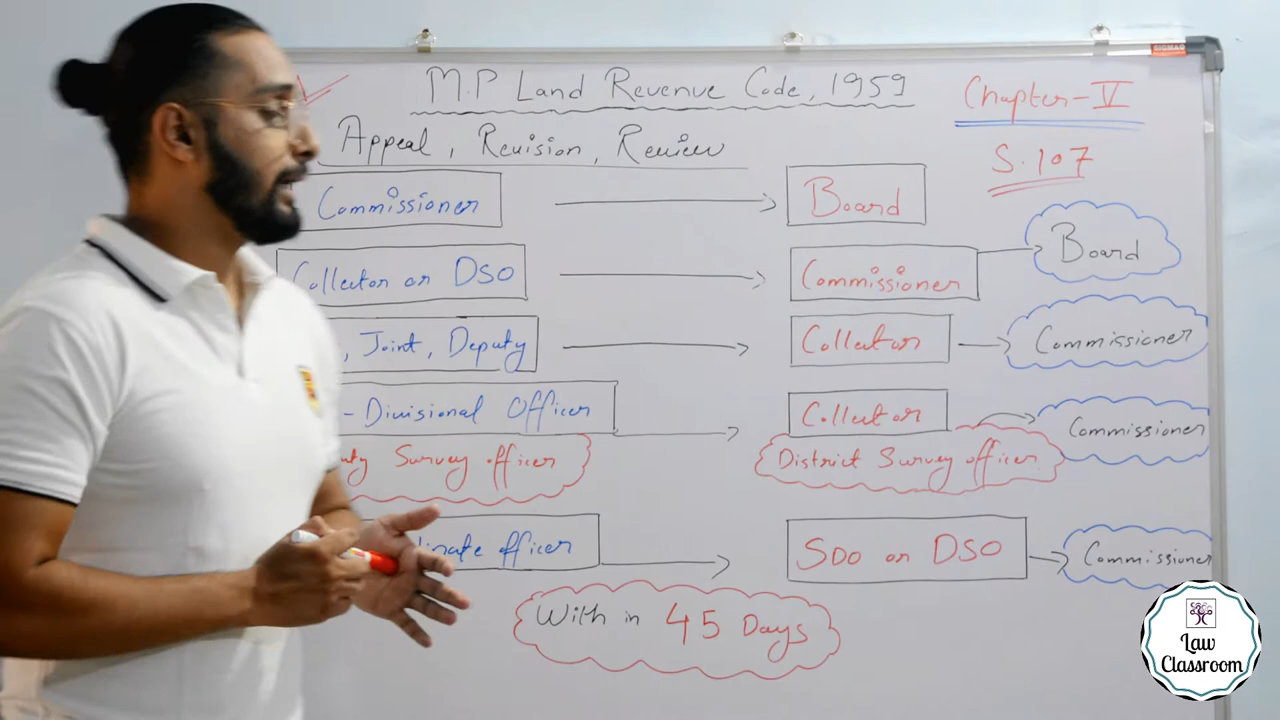 M.P Land Revenue Code, 1959
Chapter-V
Appeal, Revision, Review
S.107
Commissioner
Board
Collector or DSO
Commissioner
Board
, Joint, Deputy
Collector
Commissioner
- Divisional Officer
Collector
Commissioner
Survey officer
District Survey officer
officer
SDO or DSO
Commissioner
With in 45 Days
SIGMAG
Law
Classroom